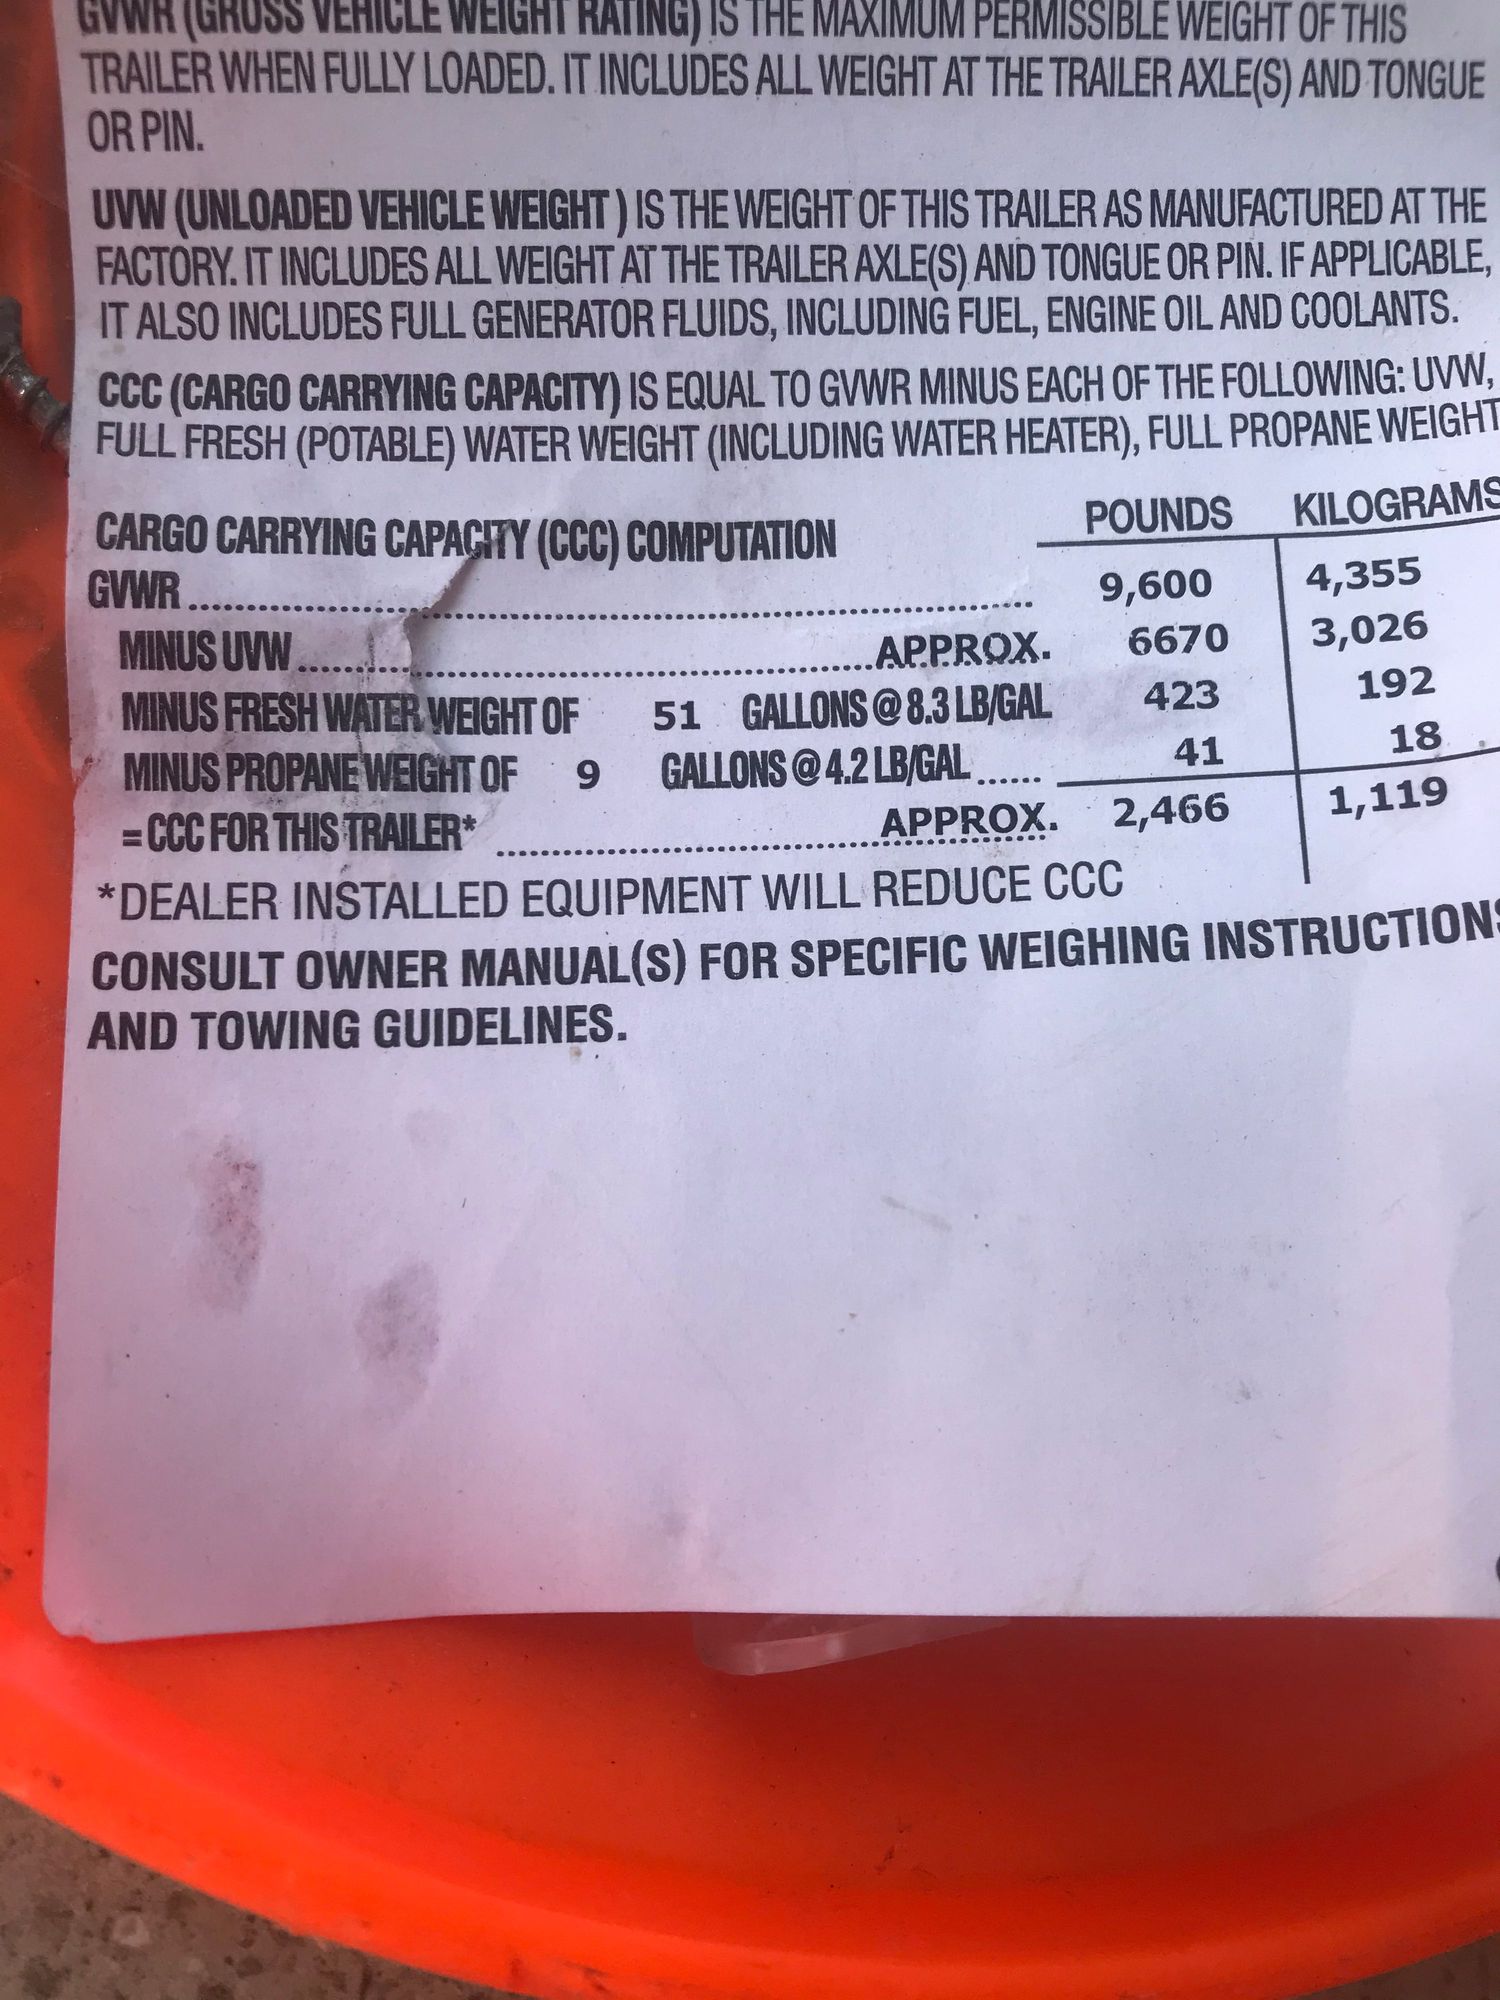 GVWR (GROSS VEHICLE WEIGHT RATING) IS THE MAXIMUM PERMISSIBLE WEIGHT OF THIS
TRAILER WHEN FULLY LOADED. IT INCLUDES ALL WEIGHT AT THE TRAILER AXLE(S) AND TONGUE
OR PIN.
UVW (UNLOADED VEHICLE WEIGHT ) IS THE WEIGHT OF THIS TRAILER AS MANUFACTURED AT THE
FACTORY. IT INCLUDES ALL WEIGHT AT THE TRAILER AXLE(S) AND TONGUE OR PIN. IF APPLICABLE,
IT ALSO INCLUDES FULL GENERATOR FLUIDS, INCLUDING FUEL, ENGINE OIL AND COOLANTS.
CCC (CARGO CARRYING CAPACITY) IS EQUAL TO GVWR MINUS EACH OF THE FOLLOWING: UVW,
FULL FRESH (POTABLE) WATER WEIGHT (INCLUDING WATER HEATER), FULL PROPANE WEIGHT
CARGO CARRYING CAPACITY (CCC) COMPUTATION POUNDS KILOGRAMS
GVWR 9,600 4,355
MINUS UVW APPROX. 6670 3,026
MINUS FRESH WATER WEIGHT OF 51 GALLONS @ 8.3 LB/GAL 423 192
MINUS PROPANE WEIGHT OF 9 GALLONS @ 4.2 LB/GAL 41 18
= CCC FOR THIS TRAILER* APPROX. 2,466 1,119
*DEALER INSTALLED EQUIPMENT WILL REDUCE CCC
CONSULT OWNER MANUAL(S) FOR SPECIFIC WEIGHING INSTRUCTIONS
AND TOWING GUIDELINES.